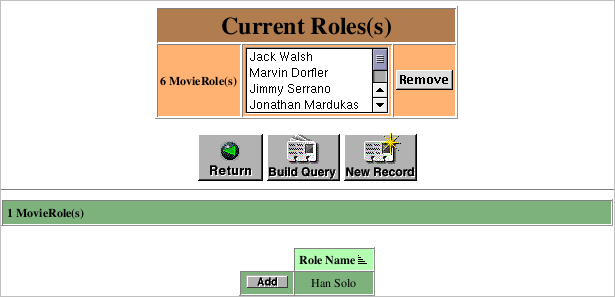 Current Roles(s)
6 MovieRole(s)
Jack Walsh
Marvin Dorfler
Jimmy Serrano
Jonathan Mardukas
Remove
Return
Build Query
New Record
1 MovieRole(s)
Role Name
Add
Han Solo